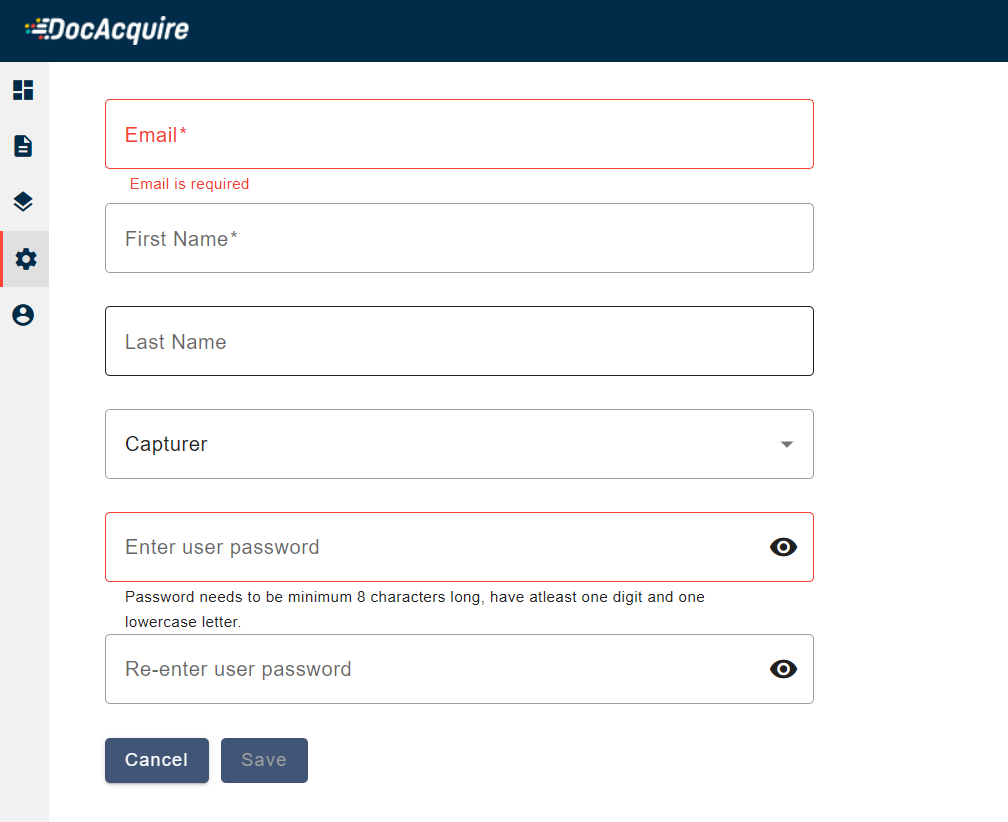 DocAcquire
Email*
Email is required
First Name*
Last Name
Capturer
Enter user password
Password needs to be minimum 8 characters long, have atleast one digit and one
lowercase letter.
Re-enter user password
Cancel Save